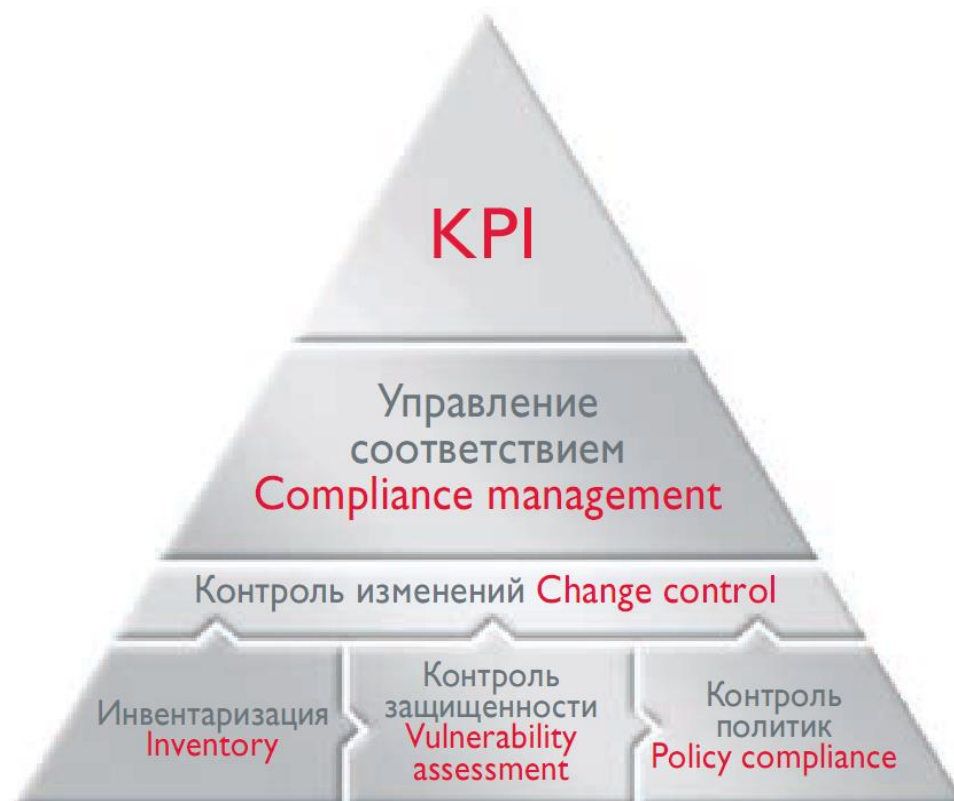 KPI
Управление
соответствием
Compliance management
Контроль изменений Change control
Инвентаризация
Inventory
Контроль
защищенности
Vulnerability
assessment
Контроль
политик
Policy compliance